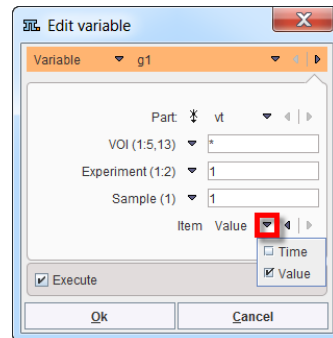 Edit variable
Variable g1
Part: vt
VOI (1:5,13) *
Experiment (1:2) 1
Sample (1) 1
Item Value
Time
Value
Execute
Ok Cancel